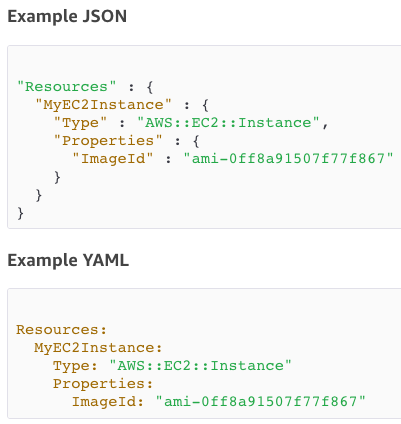 Example JSON
"Resources" : {
  "MyEC2Instance" : {
    "Type" : "AWS::EC2::Instance",
    "Properties" : {
      "ImageId" : "ami-0ff8a91507f77f867"
    }
  }
}
Example YAML
Resources:
  MyEC2Instance:
    Type: "AWS::EC2::Instance"
    Properties:
      ImageId: "ami-0ff8a91507f77f867"